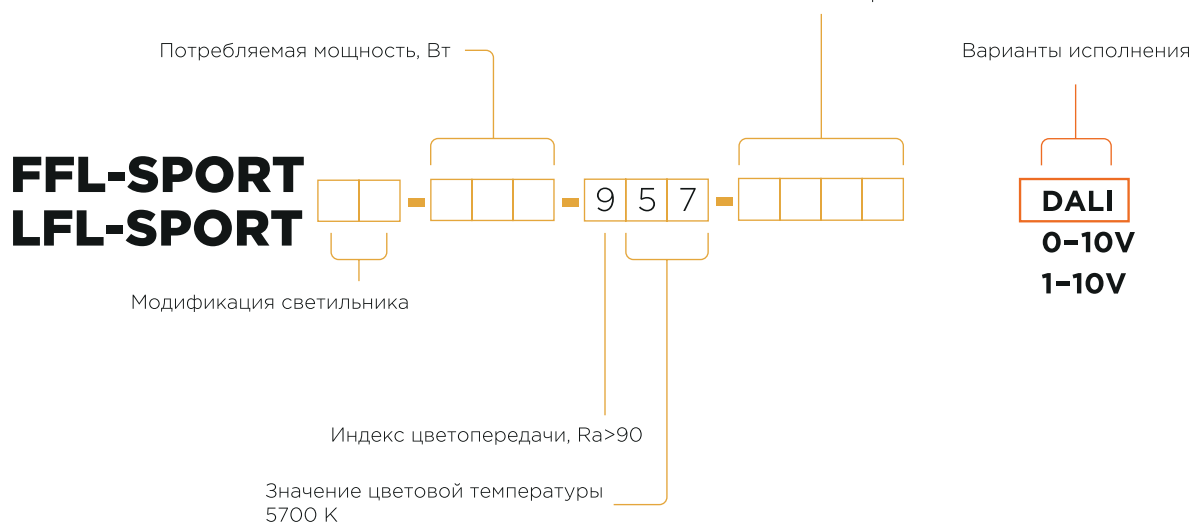 Потребляемая мощность, Вт
Варианты исполнения
FFL-SPORT
LFL-SPORT
9 5 7
DALI
0-10V
1-10V
Модификация светильника
Индекс цветопередачи, Ra>90
Значение цветовой температуры
5700 К